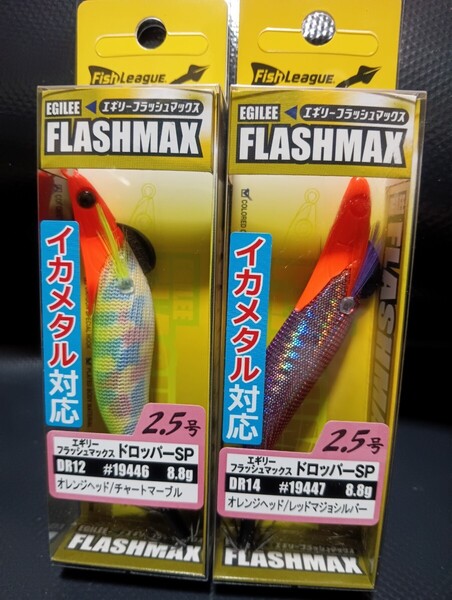 FishLeague
EGILEE エギリーフラッシュマックス
FLASHMAX
イカメタル対応
2.5号
エギリー
フラッシュマックス ドロッパーSP
DR12 #19446 8.8g
オレンジヘッド/チャートマーブル
FLASHMAX
FishLeague
EGILEE エギリーフラッシュマックス
FLASHMAX
イカメタル対応
2.5号
エギリー
フラッシュマックス ドロッパーSP
DR14 #19447 8.8g
オレンジヘッド/レッドマジョシルバー
FLASHMAX